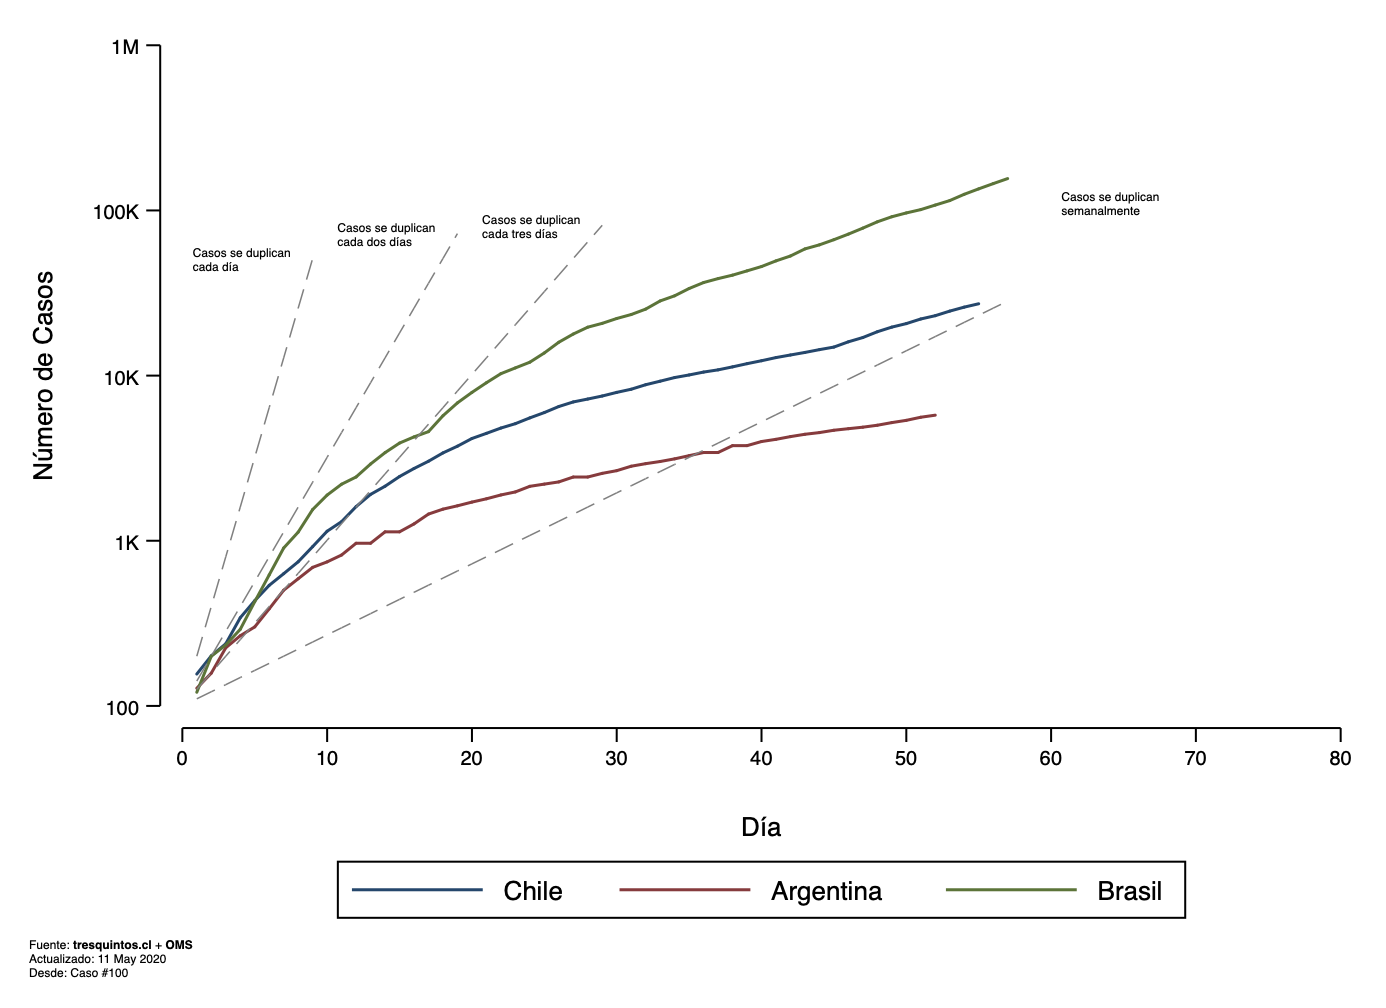 1M
100K
10K
1K
100
Número de Casos
Casos se duplican
cada día
Casos se duplican
cada dos días
Casos se duplican
cada tres días
Casos se duplican
semanalmente
0 10 20 30 40 50 60 70 80
Día
Chile Argentina Brasil
Fuente: tresquintos.cl + OMS
Actualizado: 11 May 2020
Desde: Caso #100